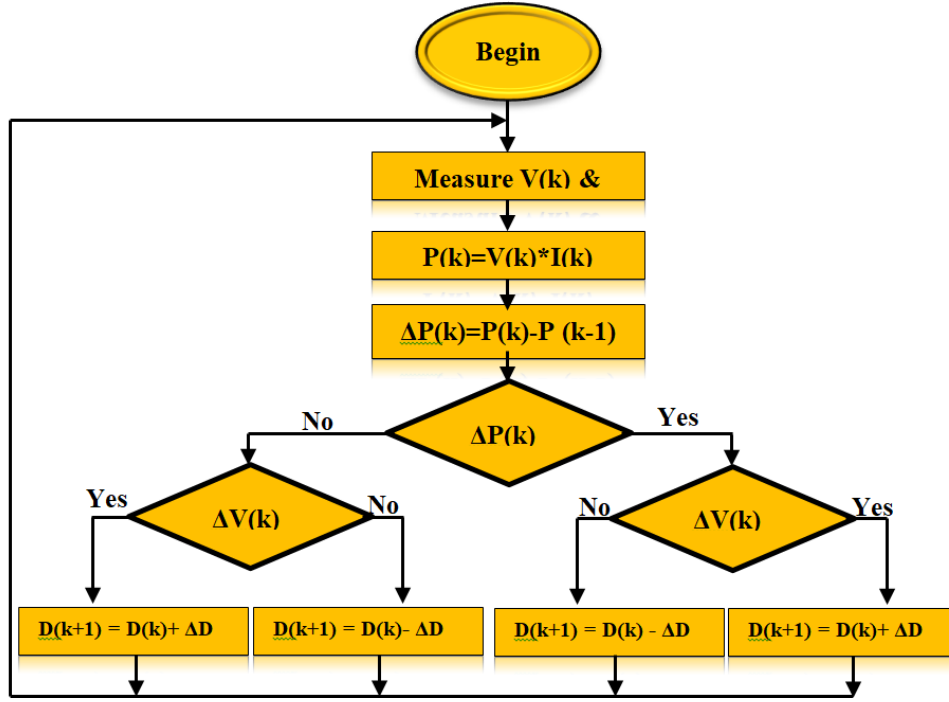 Begin
Measure V(k) &
P(k)=V(k)*I(k)
ΔP(k)=P(k)-P (k-1)
No
ΔP(k)
Yes
Yes
ΔV(k)
No
No
ΔV(k)
Yes
D(k+1) = D(k)+ ΔD
D(k+1) = D(k)- ΔD
D(k+1) = D(k) - ΔD
D(k+1) = D(k)+ ΔD